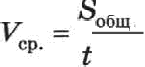 Vср. = Sобщ. / t